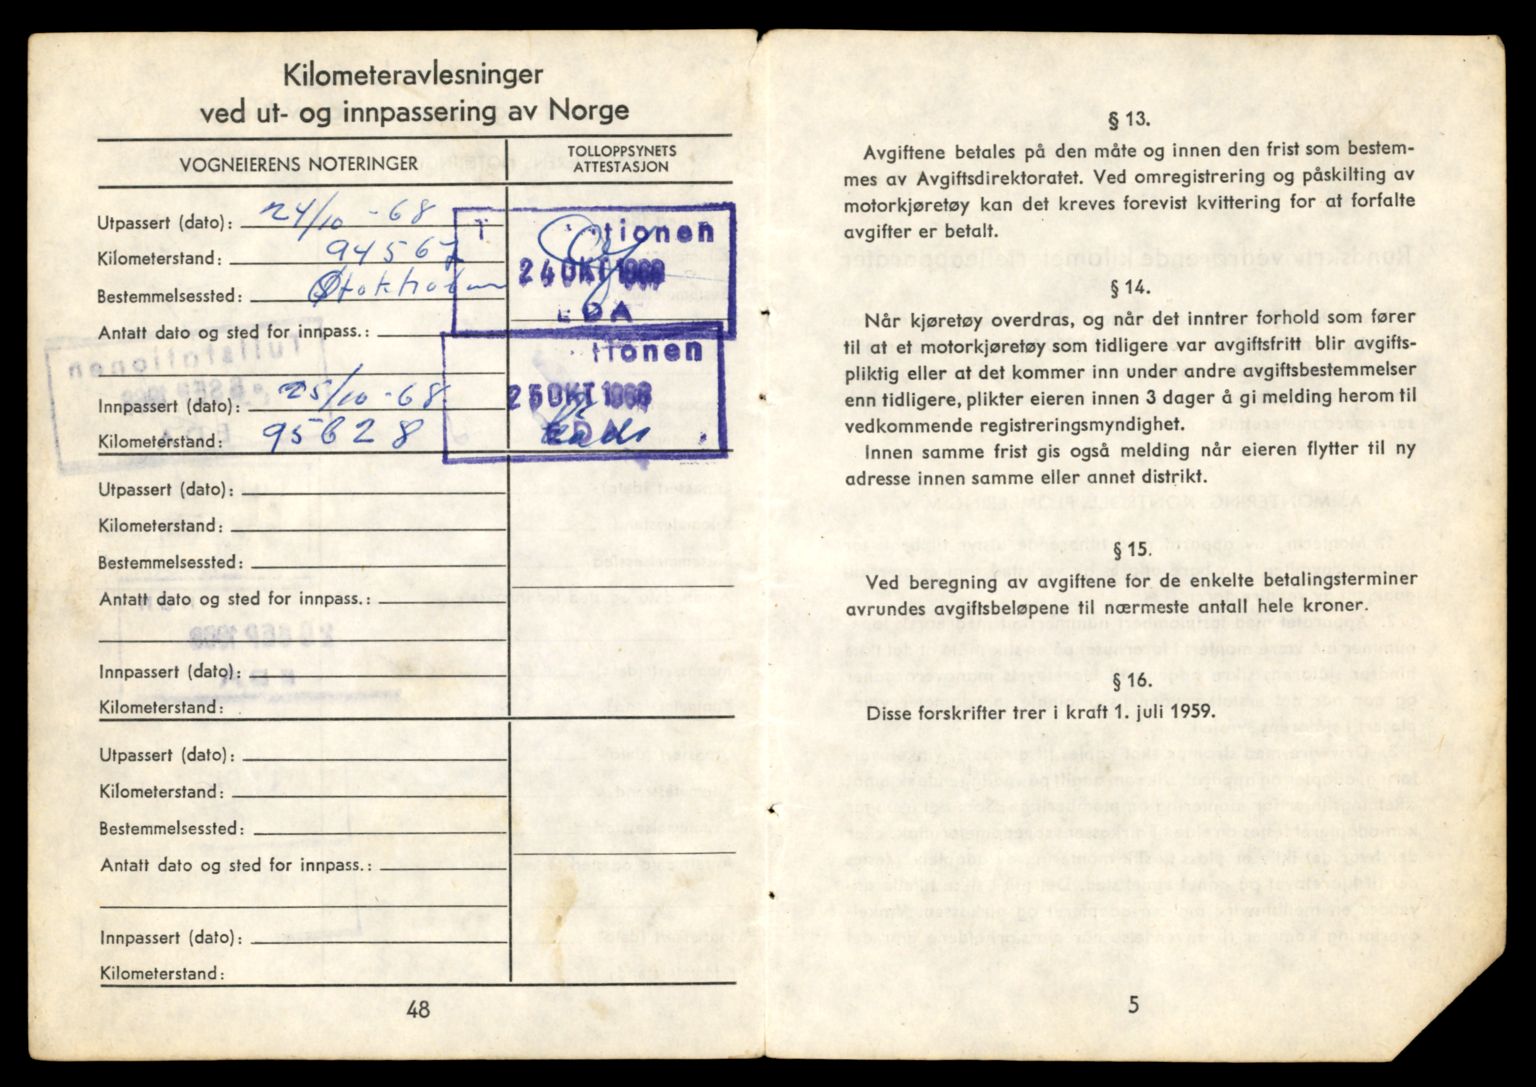 Kilometeravlesninger
ved ut- og innpassering av Norge
VOGNEIERENS NOTERINGER
TOLLOPPSYNETS
ATTESTASJON
Utpassert (dato): 24/10 -68
Kilometerstand: 94567
Bestemmelsessted: Stokholm
Antatt dato og sted for innpass.:
tionen
24 OKT 1968
EDA
Innpassert (dato): 25/10 -68
Kilometerstand: 95628
tionen
25 OKT 1968
EDA
Utpassert (dato):
Kilometerstand:
Bestemmelsessted:
Antatt dato og sted for innpass.:
Innpassert (dato):
Kilometerstand:
Utpassert (dato):
Kilometerstand:
Bestemmelsessted:
Antatt dato og sted for innpass.:
Innpassert (dato):
Kilometerstand:
48
§ 13.
Avgiftene betales på den måte og innen den frist som bestem-
mes av Avgiftsdirektoratet. Ved omregistrering og påskilting av
motorkjøretøy kan det kreves forevist kvittering for at forfalte
avgifter er betalt.
§ 14.
Når kjøretøy overdras, og når det inntrer forhold som fører
til at et motorkjøretøy som tidligere var avgiftsfritt blir avgifts-
pliktig eller at det kommer inn under andre avgiftsbestemmelser
enn tidligere, plikter eieren innen 3 dager å gi melding herom til
vedkommende registreringsmyndighet.
Innen samme frist gis også melding når eieren flytter til ny
adresse innen samme eller annet distrikt.
§ 15.
Ved beregning av avgiftene for de enkelte betalingsterminer
avrundes avgiftsbeløpene til nærmeste antall hele kroner.
§ 16.
Disse forskrifter trer i kraft 1. juli 1959.
5